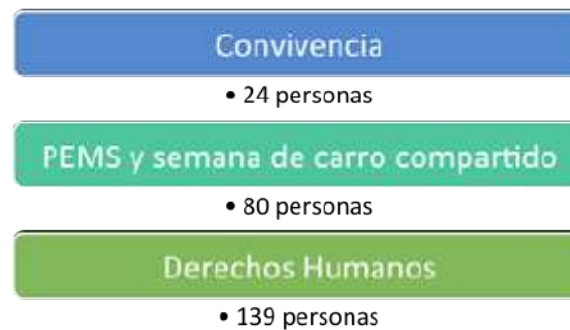 Convivencia
• 24 personas
PEMS y semana de carro compartido
• 80 personas
Derechos Humanos
• 139 personas